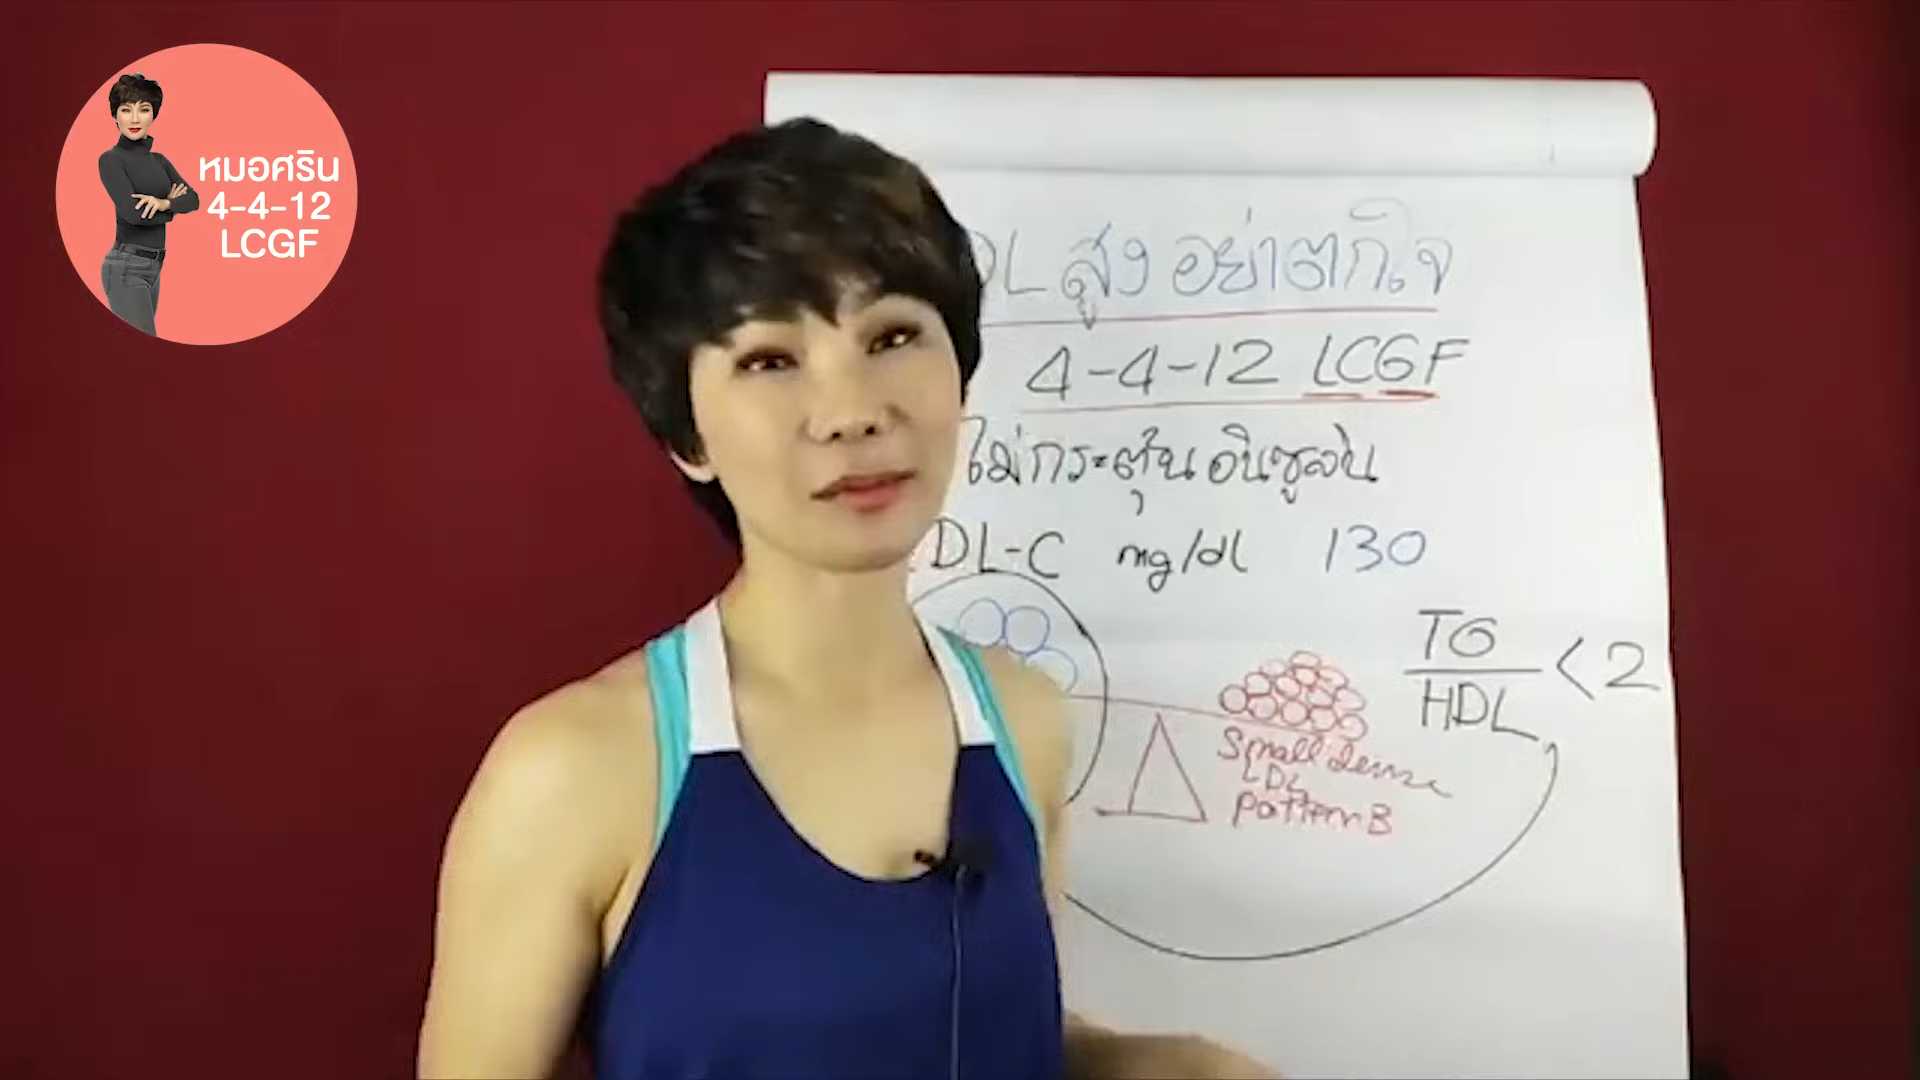 หมอศริน
4-4-12
LCGF
DL สูง อย่าตกใจ
4-4-12 LCGF
ไม่กระตุ้นอินซูลิน
DL-C mg/dl 130
TG
HDL
< 2
Small dense
LDL
pattern B